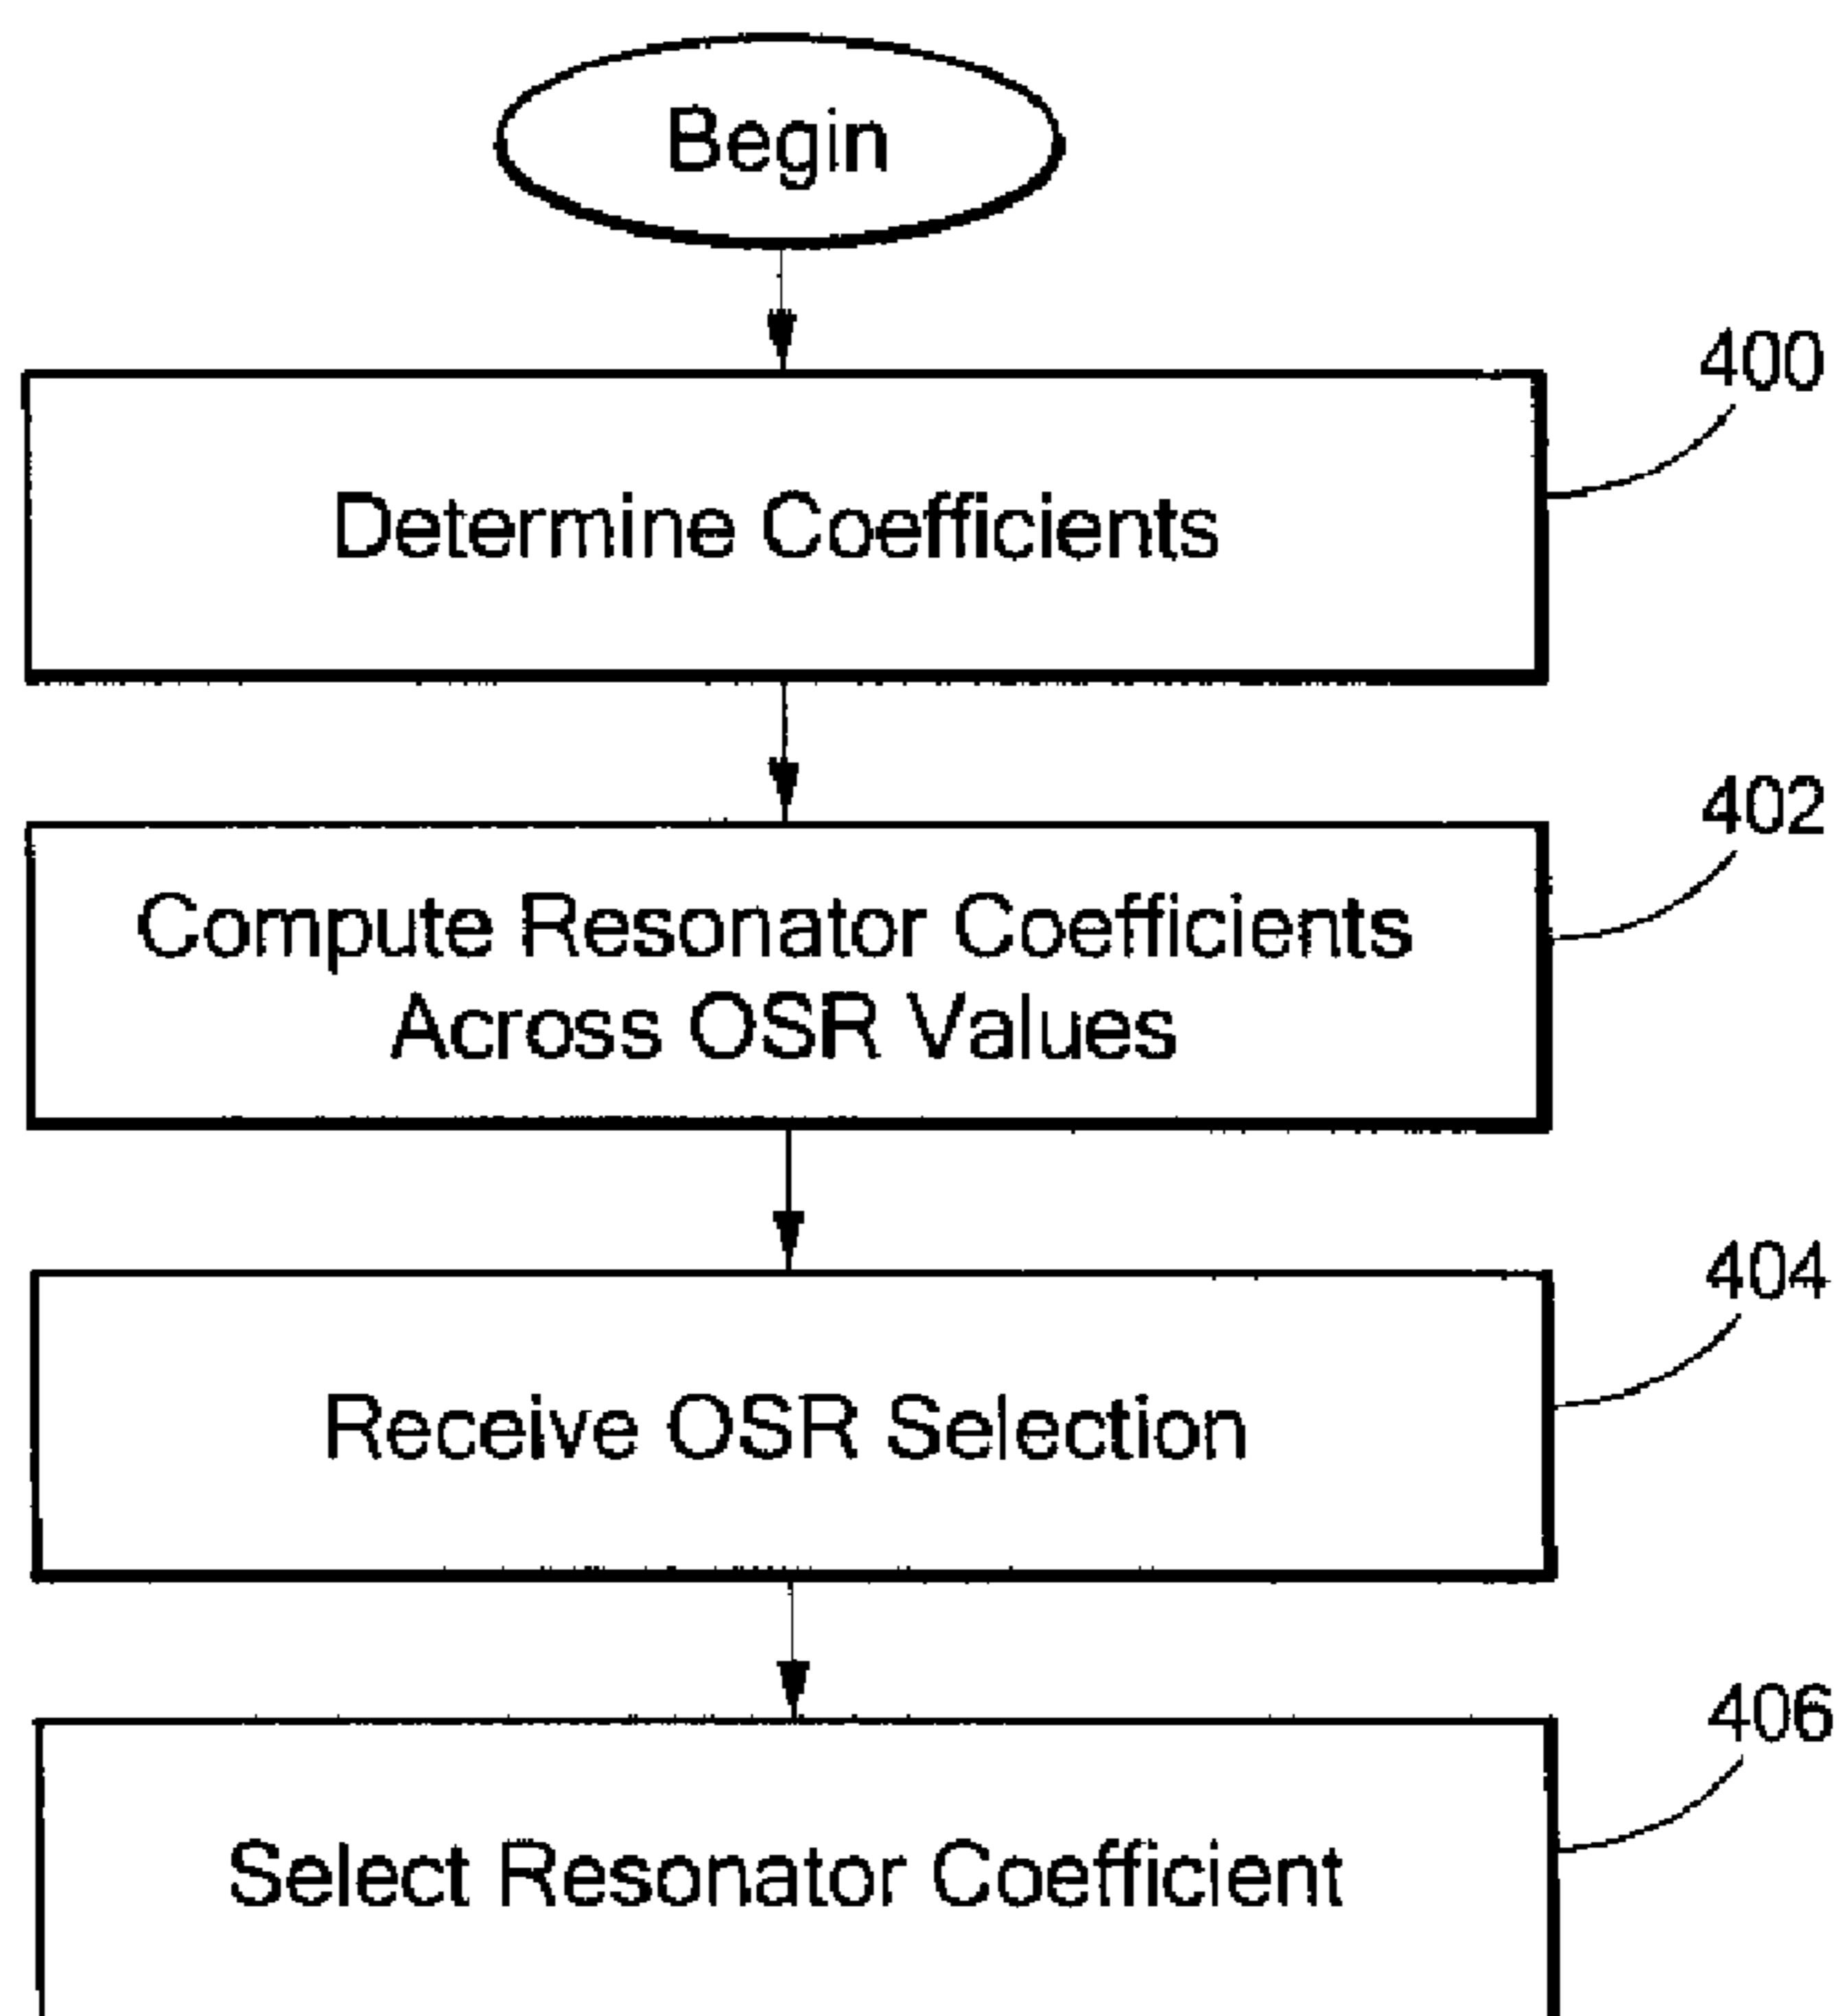 Begin
400
Determine Coefficients
402
Compute Resonator Coefficients
Across OSR Values
404
Receive OSR Selection
406
Select Resonator Coefficient